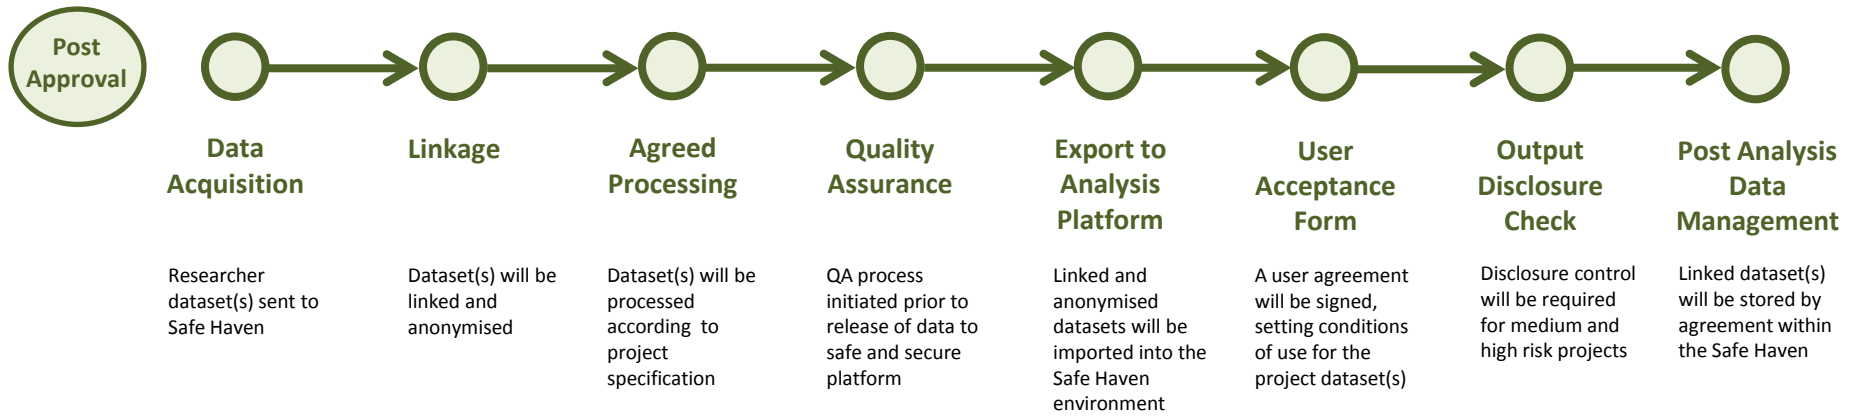 Post
Approval
Data
Acquisition
Researcher
dataset(s) sent to
Safe Haven
Linkage
Dataset(s) will be
linked and
anonymised
Agreed
Processing
Dataset(s) will be
processed
according to
project
specification
Quality
Assurance
QA process
initiated prior to
release of data to
safe and secure
platform
Export to
Analysis
Platform
Linked and
anonymised
datasets will be
imported into the
Safe Haven
environment
User
Acceptance
Form
A user agreement
will be signed,
setting conditions
of use for the
project dataset(s)
Output
Disclosure
Check
Disclosure control
will be required
for medium and
high risk projects
Post Analysis
Data
Management
Linked dataset(s)
will be stored by
agreement within
the Safe Haven